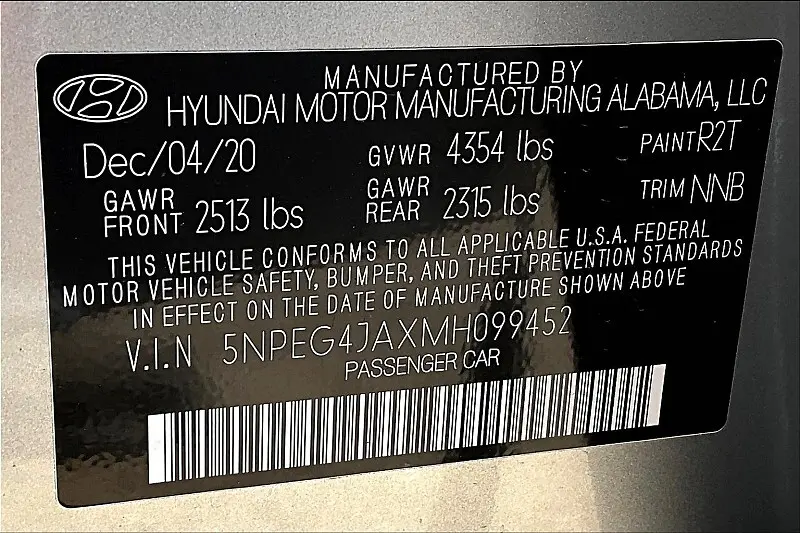 MANUFACTURED BY
HYUNDAI MOTOR MANUFACTURING ALABAMA, LLC
Dec/04/20 GVWR 4354 lbs PAINT R2T
GAWR FRONT 2513 lbs GAWR REAR 2315 lbs TRIM NNB
THIS VEHICLE CONFORMS TO ALL APPLICABLE U.S.A. FEDERAL
MOTOR VEHICLE SAFETY, BUMPER, AND THEFT PREVENTION STANDARDS
IN EFFECT ON THE DATE OF MANUFACTURE SHOWN ABOVE
V.I.N 5NPEG4JAXMH099452
PASSENGER CAR